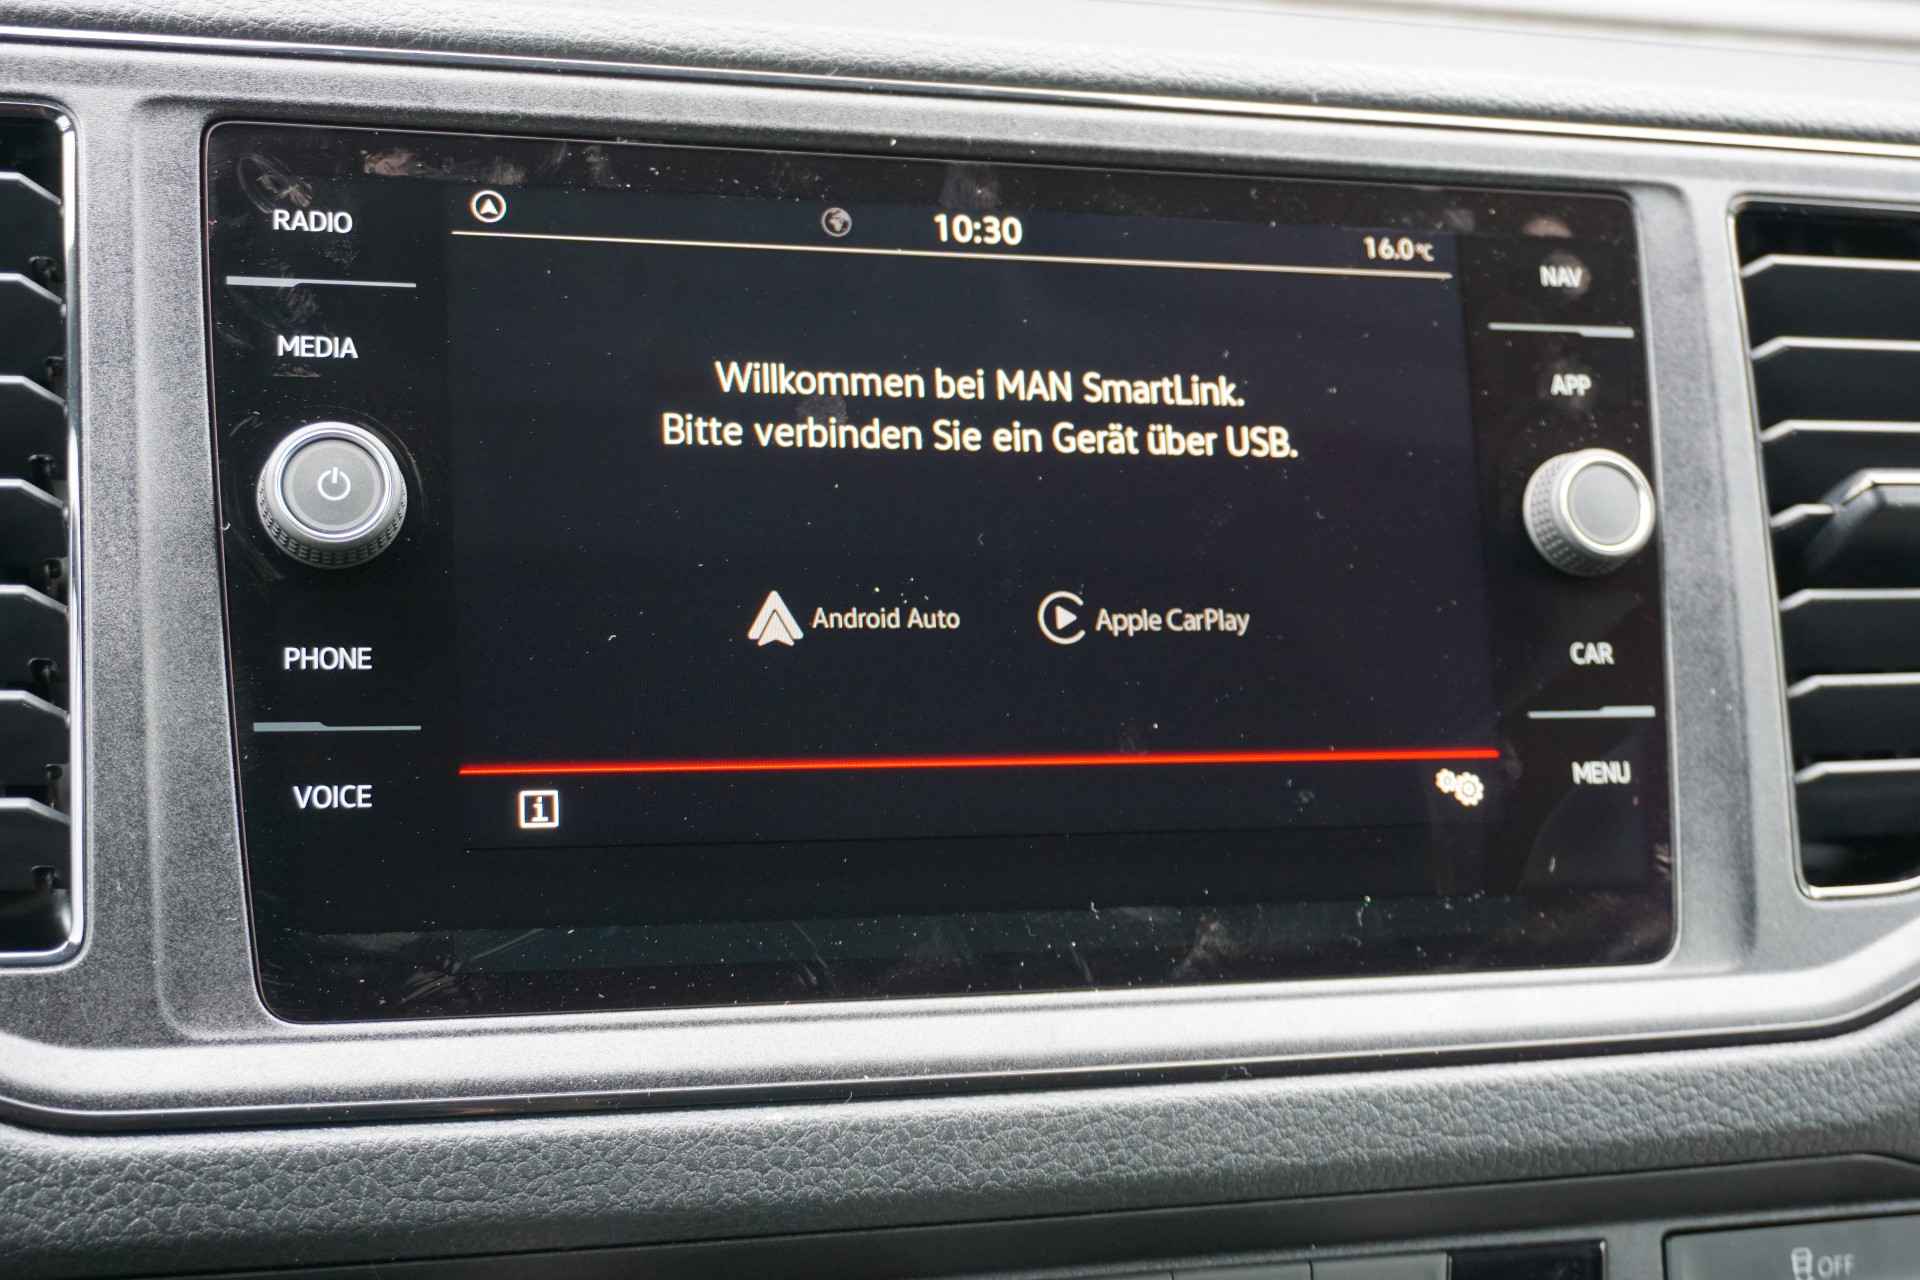 RADIO
10:30
16.0°C
NAV
MEDIA
APP
Willkommen bei MAN SmartLink.
Bitte verbinden Sie ein Gerät über USB.
Android Auto
Apple CarPlay
PHONE
CAR
VOICE
MENU
OFF